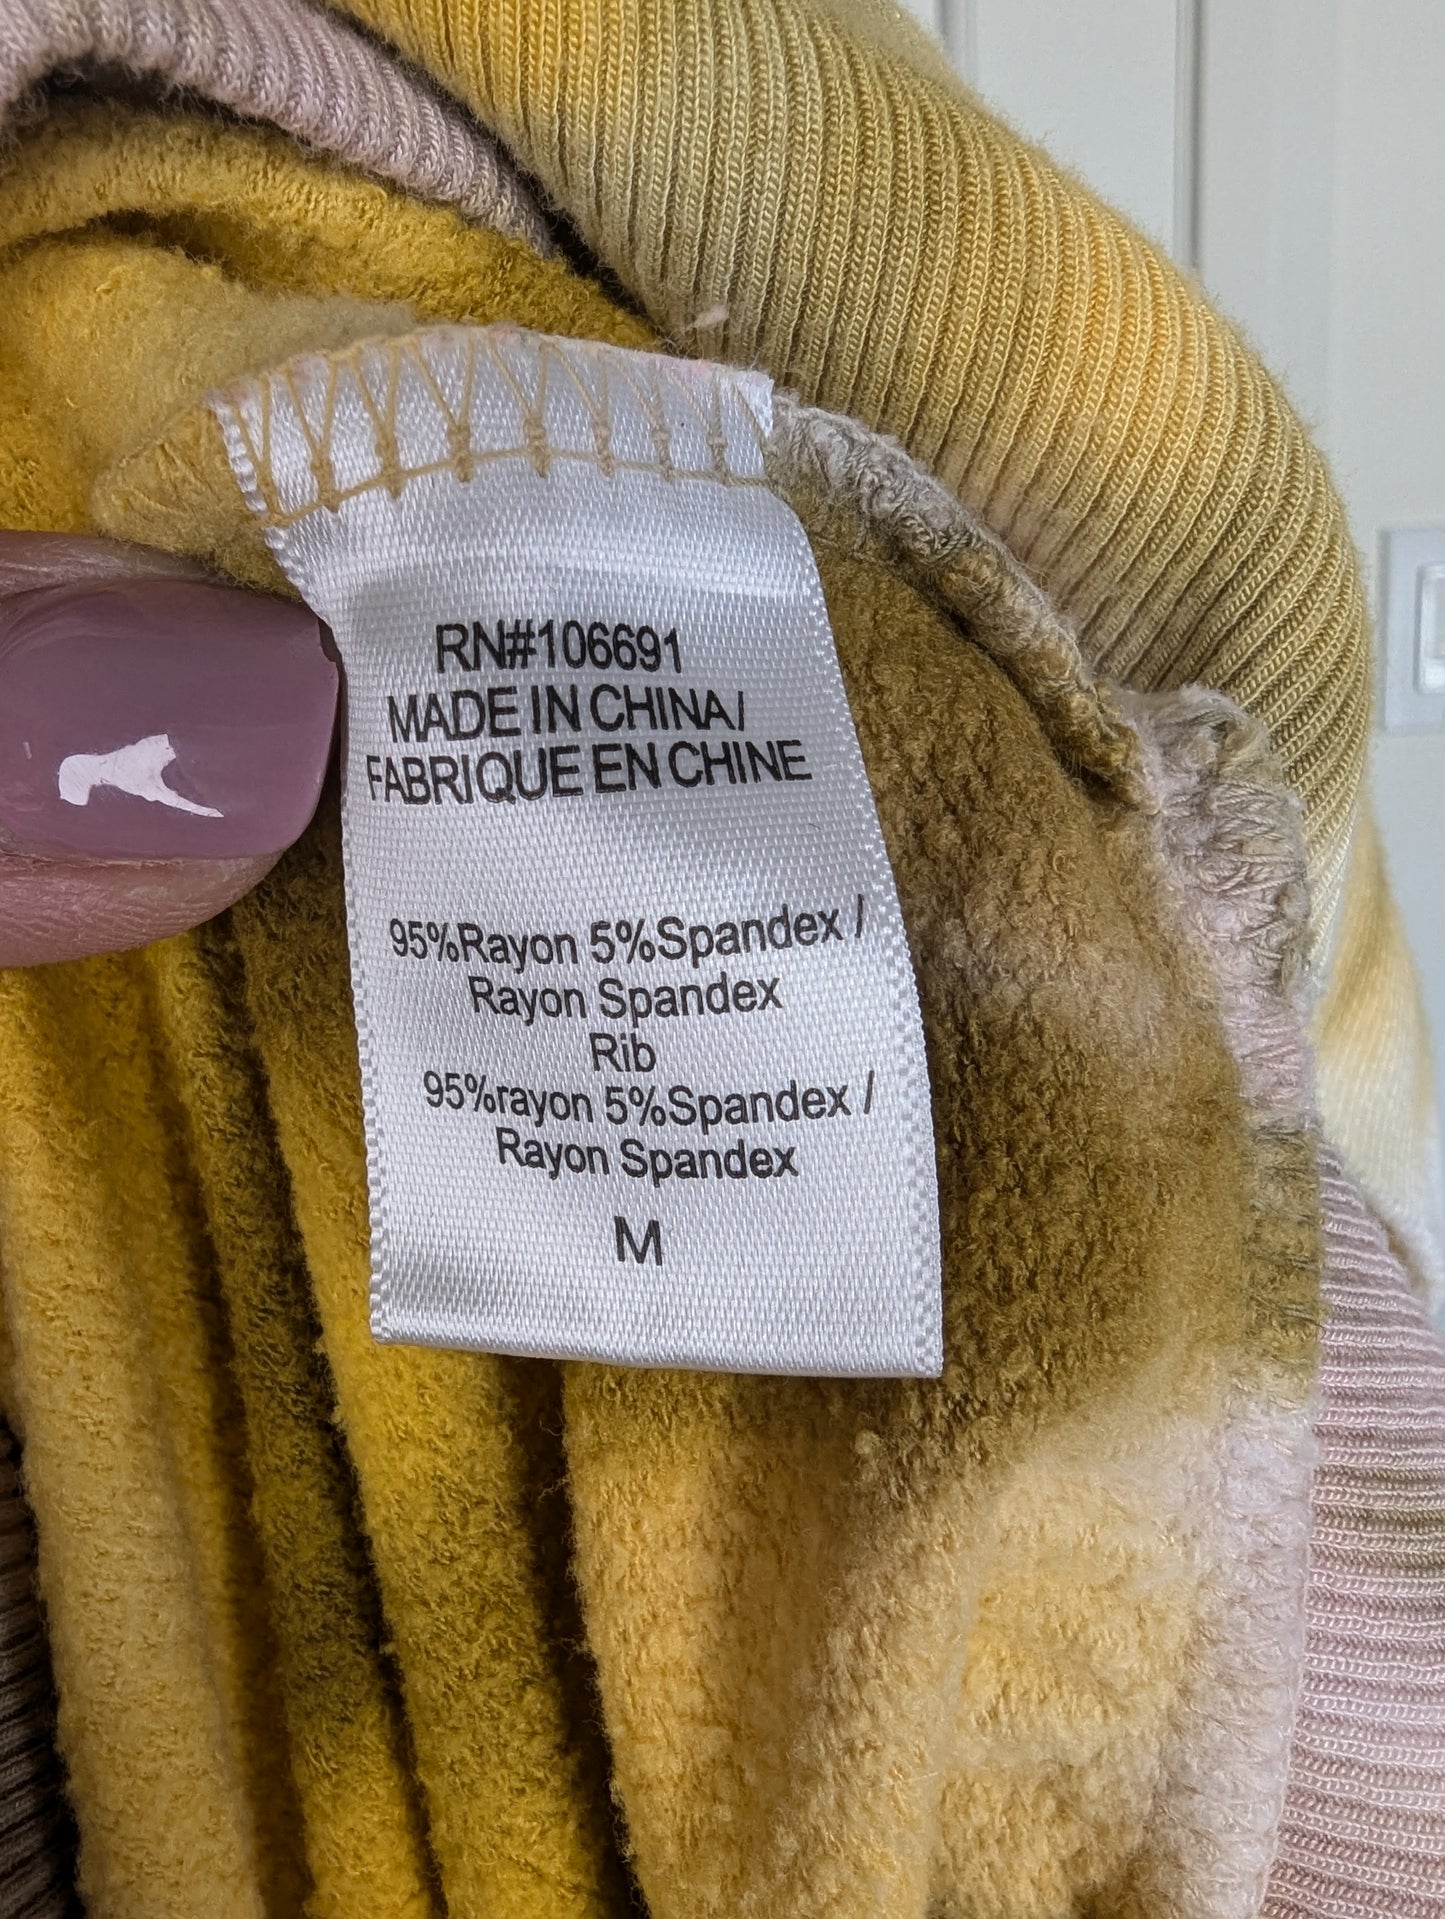 RN#106691
MADE IN CHINA/
FABRIQUE EN CHINE
95%Rayon 5%Spandex /
Rayon Spandex
Rib
95%rayon 5%Spandex /
Rayon Spandex
M